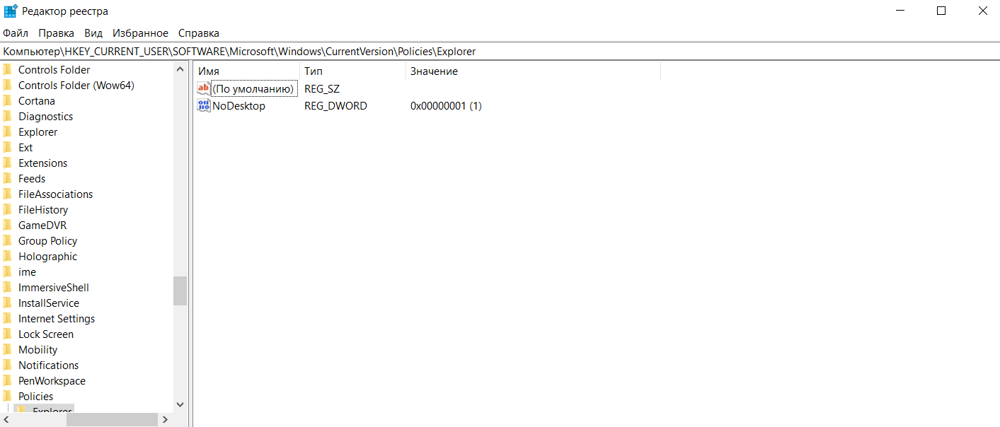 Редактор реестра
Файл Правка Вид Избранное Справка
Компьютер\HKEY_CURRENT_USER\SOFTWARE\Microsoft\Windows\CurrentVersion\Policies\Explorer
Controls Folder
Controls Folder (Wow64)
Cortana
Diagnostics
Explorer
Ext
Extensions
Feeds
FileAssociations
FileHistory
GameDVR
Group Policy
Holographic
ime
ImmersiveShell
InstallService
Internet Settings
Lock Screen
Mobility
Notifications
PenWorkspace
Policies
Explorer
Имя Тип Значение
(По умолчанию) REG_SZ
NoDesktop REG_DWORD 0x00000001 (1)